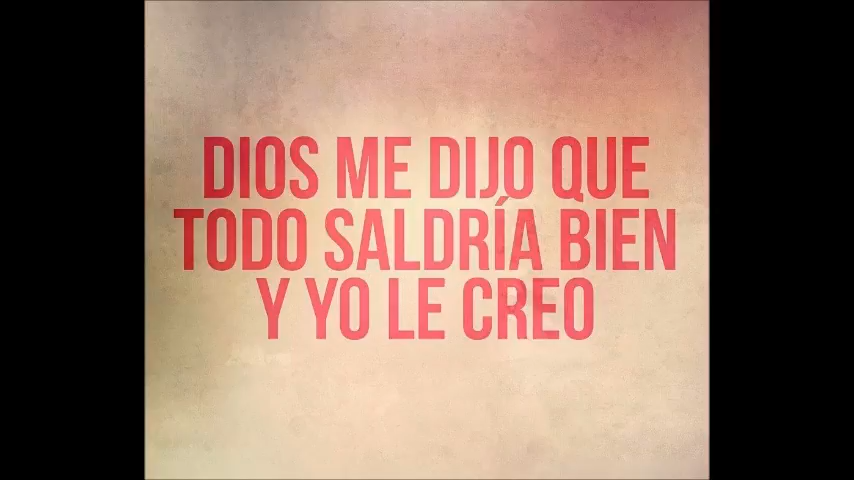 DIOS ME DIJO QUE
TODO SALDRÍA BIEN
Y YO LE CREO